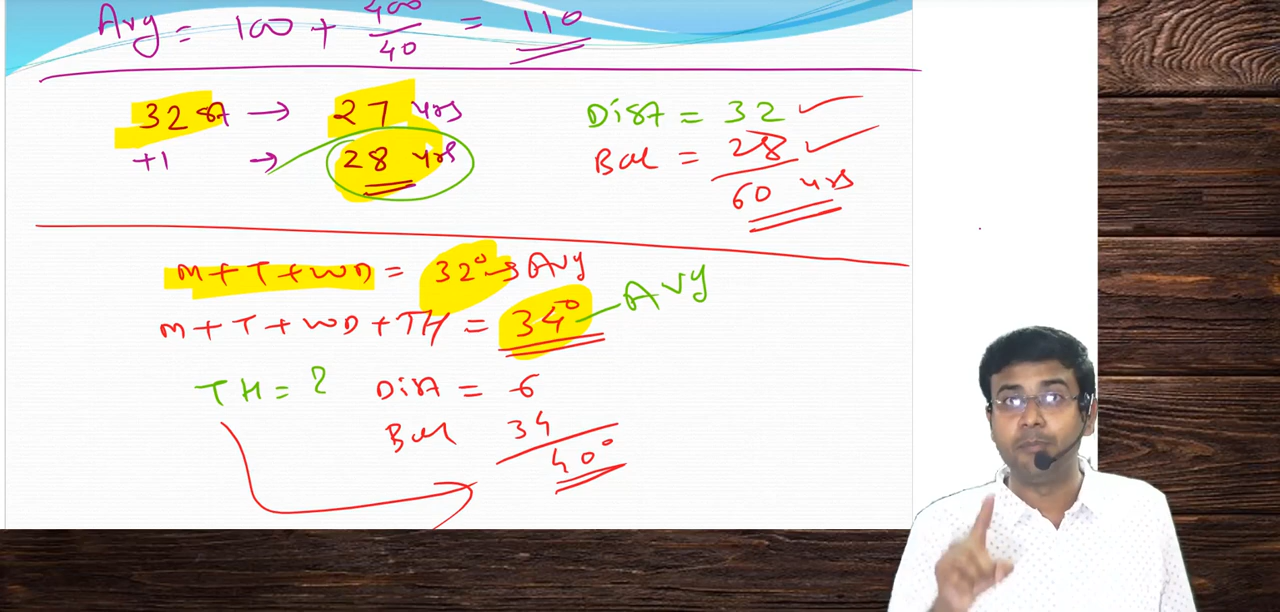 Avg = 100 + 400/40 = 110
32 st → 27 yrs
+1 → 28 yrs
Dist = 32 ✓
Bal = 28 ✓
60 yrs
M + T + WD = 32° → Avg
M + T + WD + TH = 34° Avg
TH = ? Dist = 6
Bal 34
40°